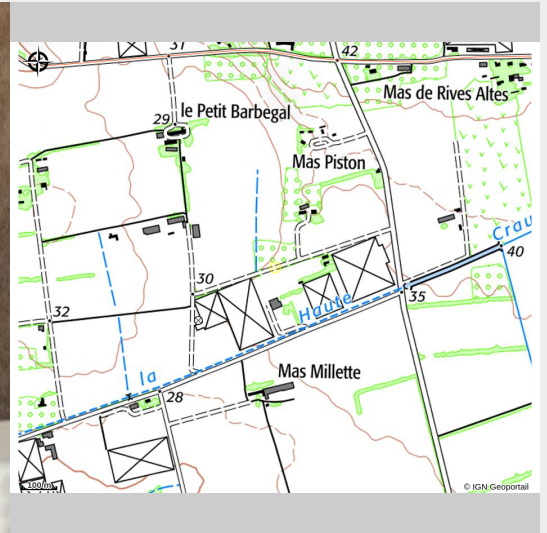 31
42
Mas de Rives Altes
le Petit Barbegal
29
Mas Piston
Crau
40
30
35
Haute
32
Mas Millette
la
28
100 m
© IGN Geoportail